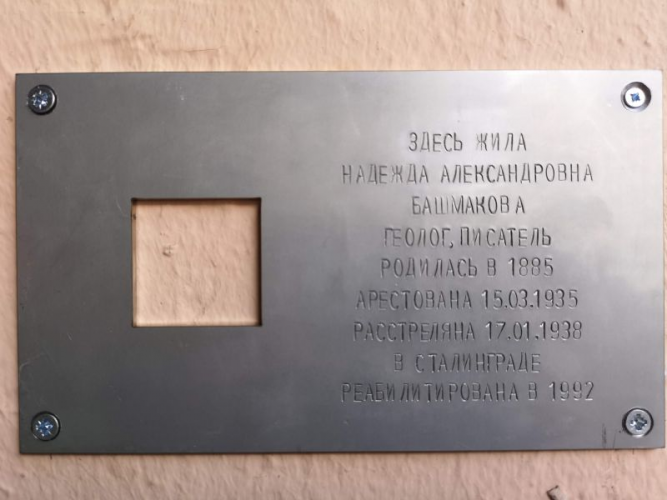 ЗДЕСЬ ЖИЛА
НАДЕЖДА АЛЕКСАНДРОВНА
БАШМАКОВА
ГЕОЛОГ, ПИСАТЕЛЬ
РОДИЛАСЬ В 1885
АРЕСТОВАНА 15.03.1935
РАССТРЕЛЯНА 17.01.1938
В СТАЛИНГРАДЕ
РЕАБИЛИТИРОВАНА В 1992